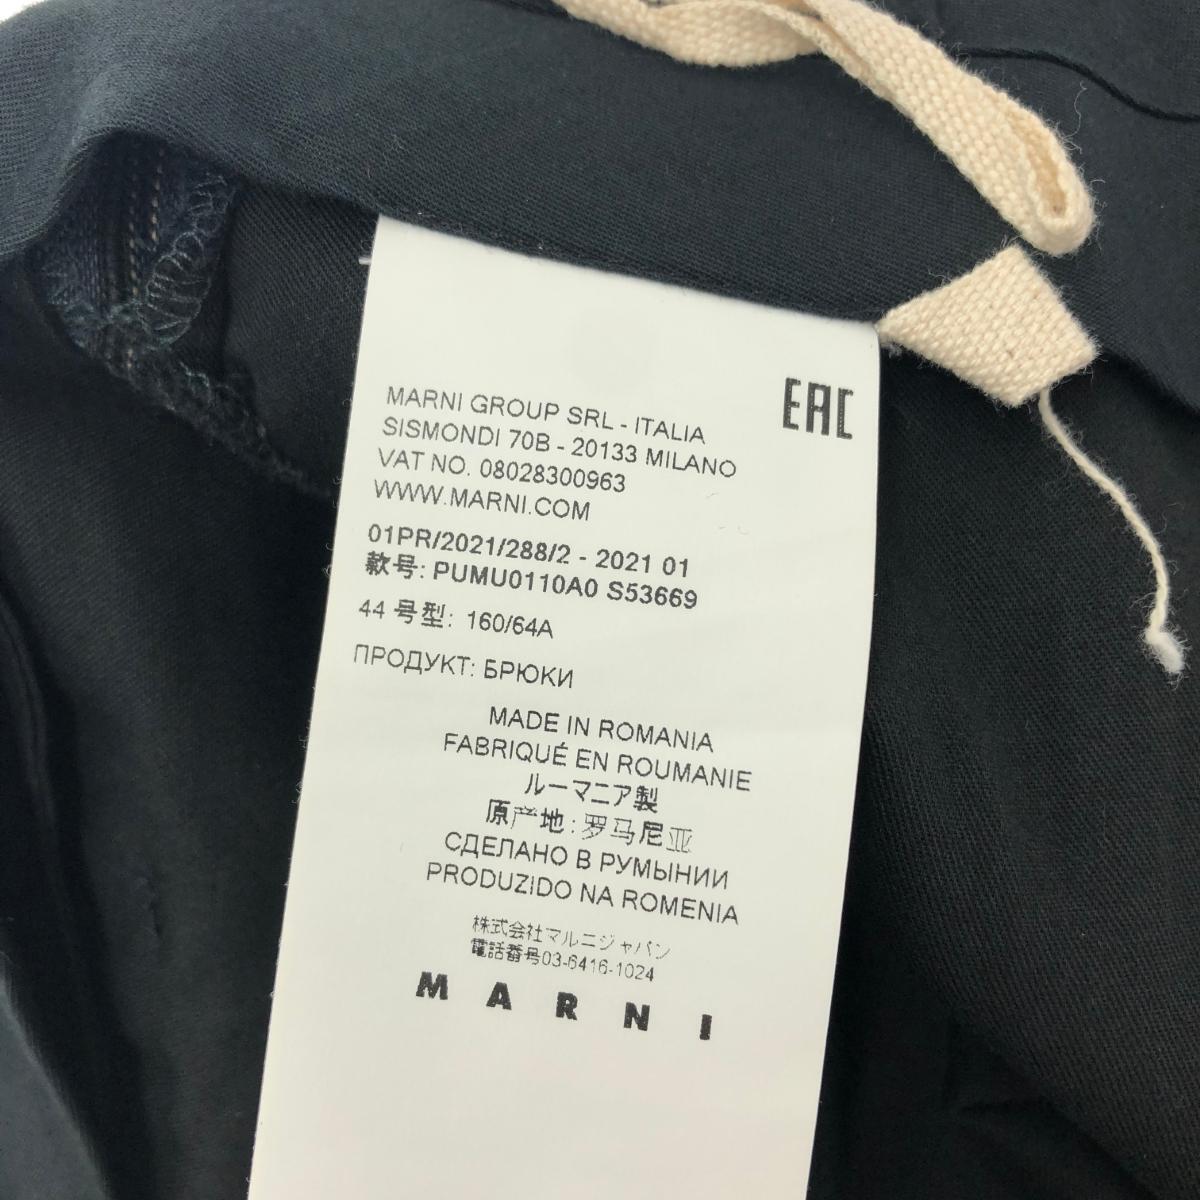 EAC
MARNI GROUP SRL - ITALIA
SISMONDI 70B - 20133 MILANO
VAT NO. 08028300963
WWW.MARNI.COM
01PR/2021/288/2 - 2021 01
款号: PUMU0110A0 S53669
44 号型: 160/64A
ПРОДУКТ: БРЮКИ
MADE IN ROMANIA
FABRIQUÉ EN ROUMANIE
ルーマニア製
原产地:罗马尼亚
СДЕЛАНО В РУМЫНИИ
PRODUZIDO NA ROMENIA
株式会社マルニジャパン
電話番号03-6416-1024
MARNI